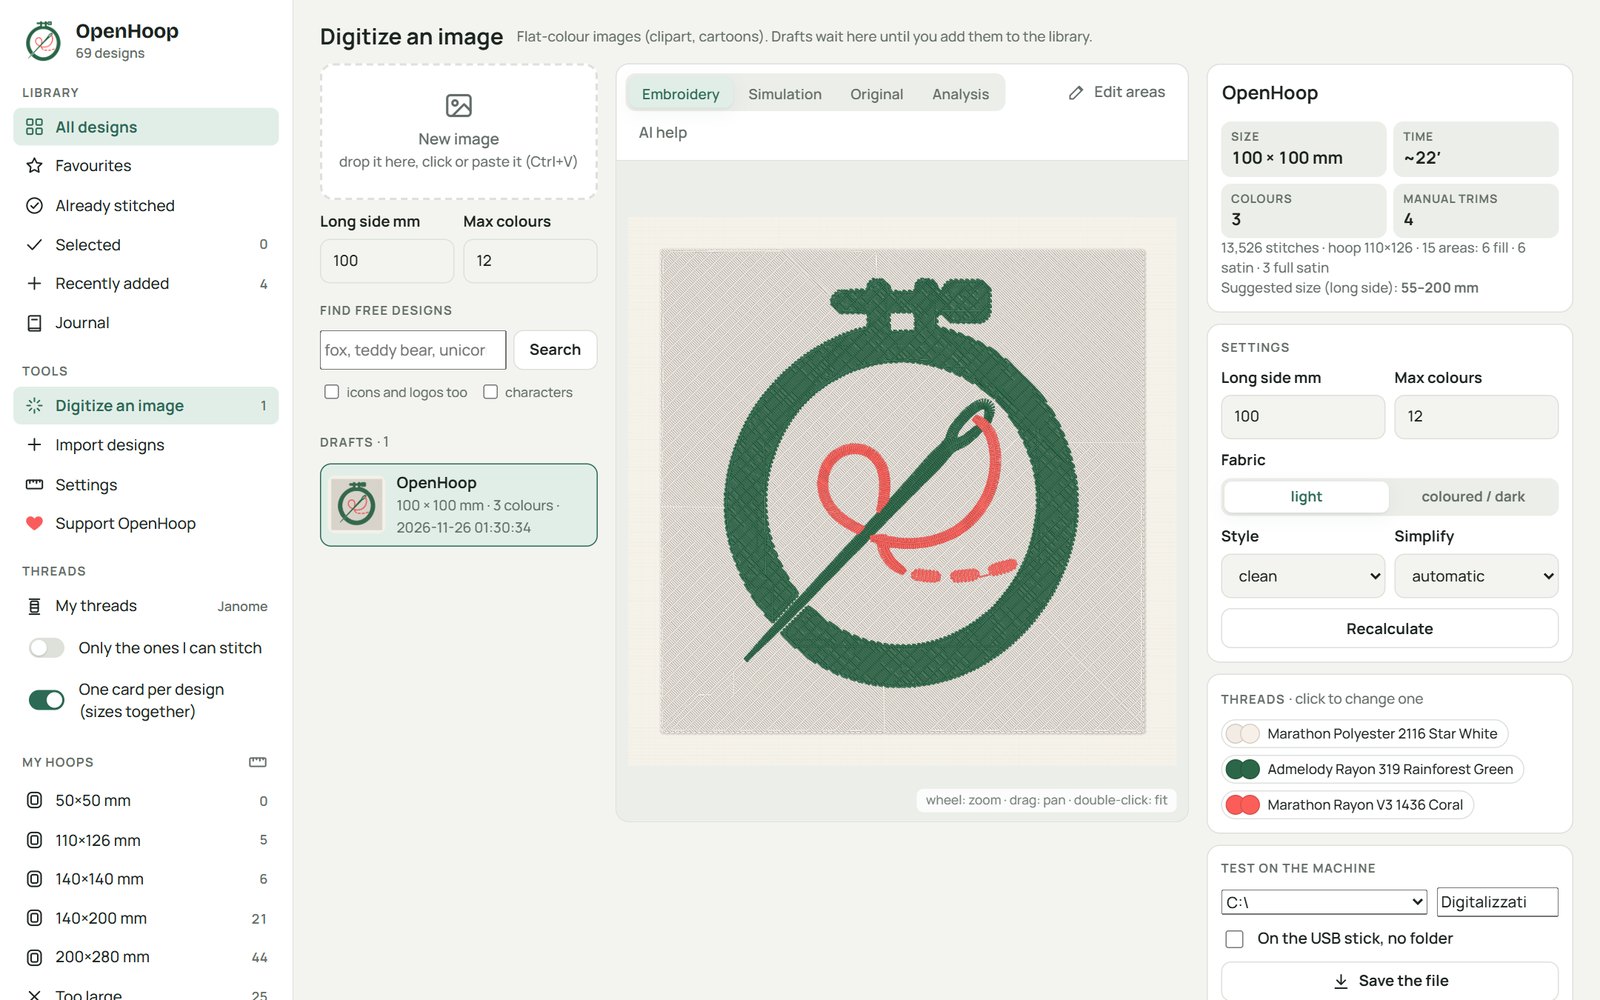 OpenHoop
69 designs
LIBRARY
All designs
Favourites
Already stitched
Selected 0
Recently added 4
Journal
TOOLS
Digitize an image 1
Import designs
Settings
Support OpenHoop
THREADS
My threads Janome
Only the ones I can stitch
One card per design
(sizes together)
MY HOOPS
50×50 mm 0
110×126 mm 5
140×140 mm 6
140×200 mm 21
200×280 mm 44
Too large 25
Digitize an image Flat-colour images (clipart, cartoons). Drafts wait here until you add them to the library.
New image
drop it here, click or paste it (Ctrl+V)
Long side mm Max colours
100 12
FIND FREE DESIGNS
fox, teddy bear, unicor Search
icons and logos too characters
DRAFTS · 1
OpenHoop
100 × 100 mm · 3 colours ·
2026-11-26 01:30:34
Embroidery Simulation Original Analysis Edit areas
AI help
wheel: zoom · drag: pan · double-click: fit
OpenHoop
SIZE TIME
100 × 100 mm ~22′
COLOURS MANUAL TRIMS
3 4
13,526 stitches · hoop 110×126 · 15 areas: 6 fill · 6
satin · 3 full satin
Suggested size (long side): 55–200 mm
SETTINGS
Long side mm Max colours
100 12
Fabric
light coloured / dark
Style Simplify
clean automatic
Recalculate
THREADS · click to change one
Marathon Polyester 2116 Star White
Admelody Rayon 319 Rainforest Green
Marathon Rayon V3 1436 Coral
TEST ON THE MACHINE
C:\ Digitalizzati
On the USB stick, no folder
Save the file